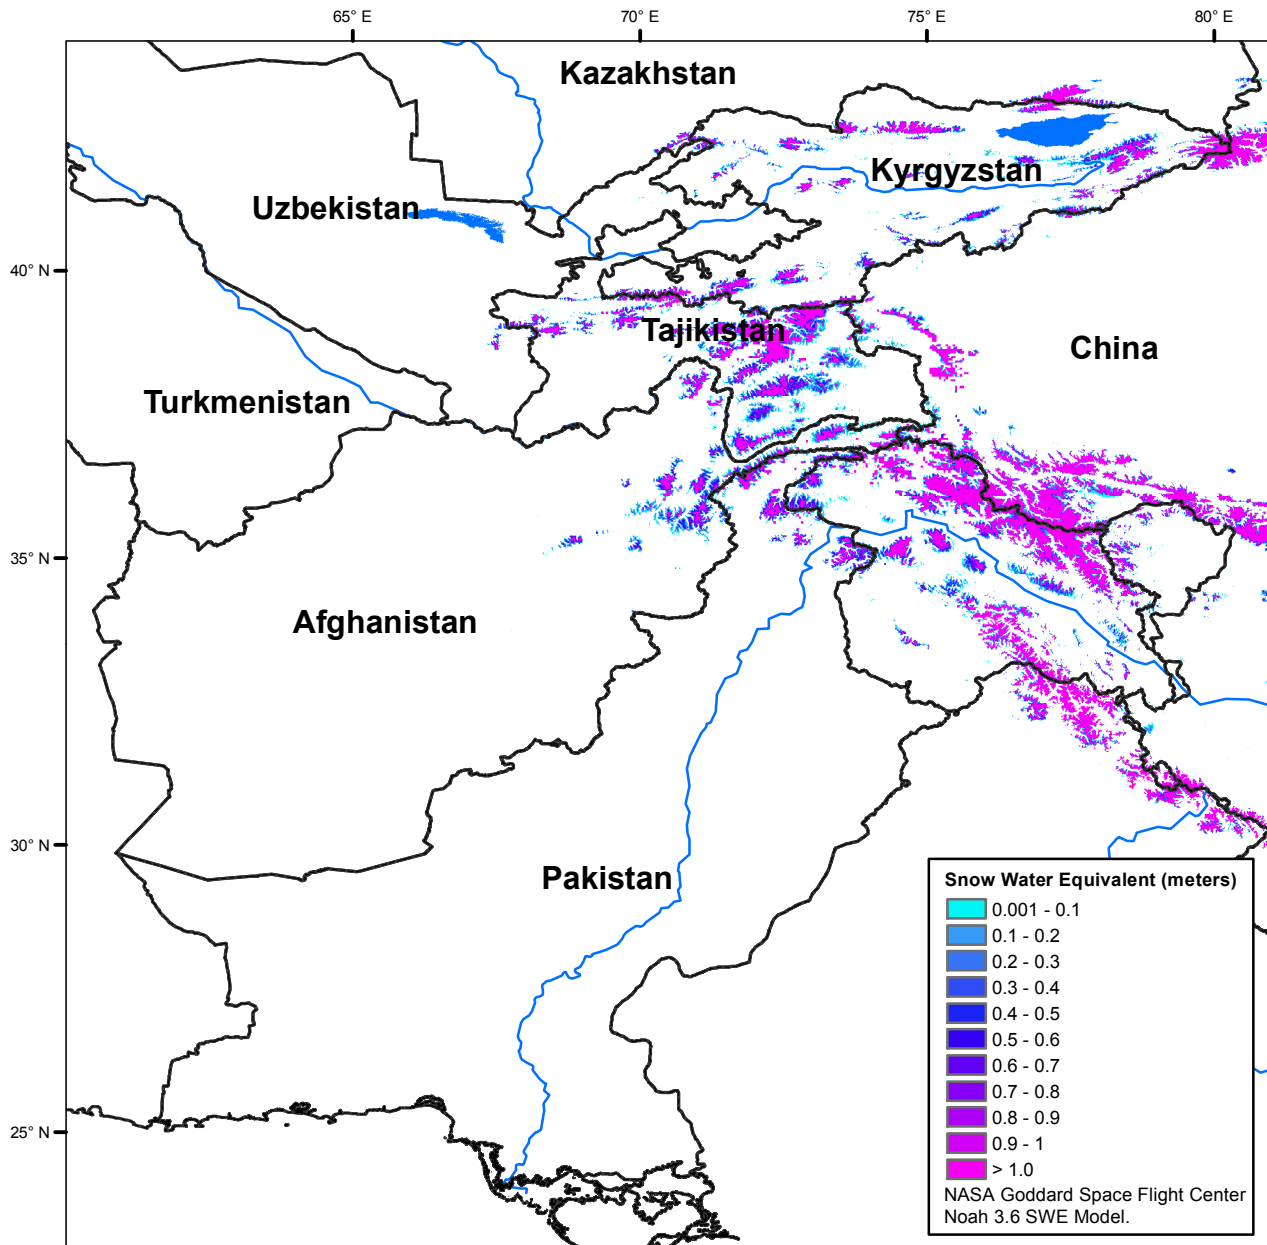 65° E
70° E
75° E
80° E
Kazakhstan
Kyrgyzstan
Uzbekistan
40° N
Tajikistan
China
Turkmenistan
35° N
Afghanistan
30° N
Pakistan
25° N
Snow Water Equivalent (meters)
0.001 - 0.1
0.1 - 0.2
0.2 - 0.3
0.3 - 0.4
0.4 - 0.5
0.5 - 0.6
0.6 - 0.7
0.7 - 0.8
0.8 - 0.9
0.9 - 1
> 1.0
NASA Goddard Space Flight Center
Noah 3.6 SWE Model.